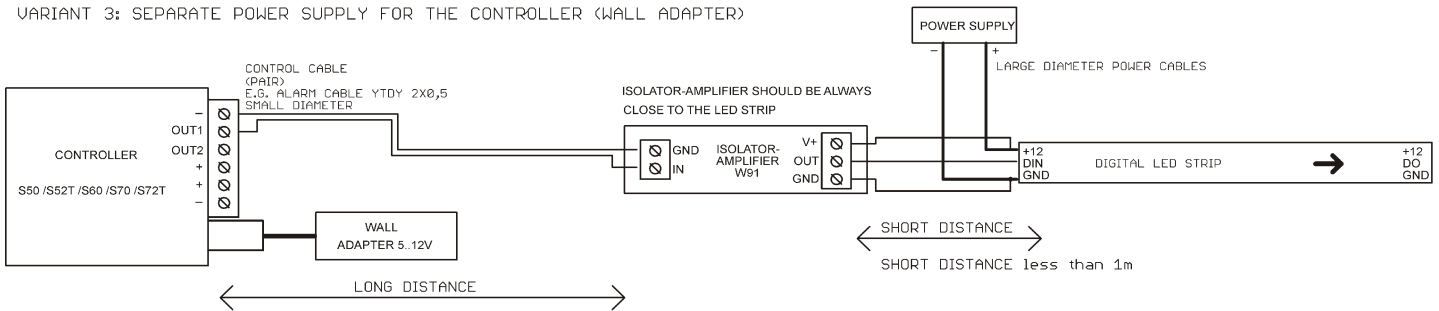 VARIANT 3: SEPARATE POWER SUPPLY FOR THE CONTROLLER (WALL ADAPTER)
POWER SUPPLY
– +
LARGE DIAMETER POWER CABLES
CONTROL CABLE
(PAIR)
E.G. ALARM CABLE YTDY 2X0,5
SMALL DIAMETER
ISOLATOR-AMPLIFIER SHOULD BE ALWAYS
CLOSE TO THE LED STRIP
CONTROLLER
S50 /S52T /S60 /S70 /S72T
–
OUT1
OUT2
+
+
–
WALL
ADAPTER 5..12V
GND
IN
ISOLATOR-
AMPLIFIER
W91
V+
OUT
GND
+12
DIN
GND
DIGITAL LED STRIP
+12
DO
GND
SHORT DISTANCE
SHORT DISTANCE less than 1m
LONG DISTANCE